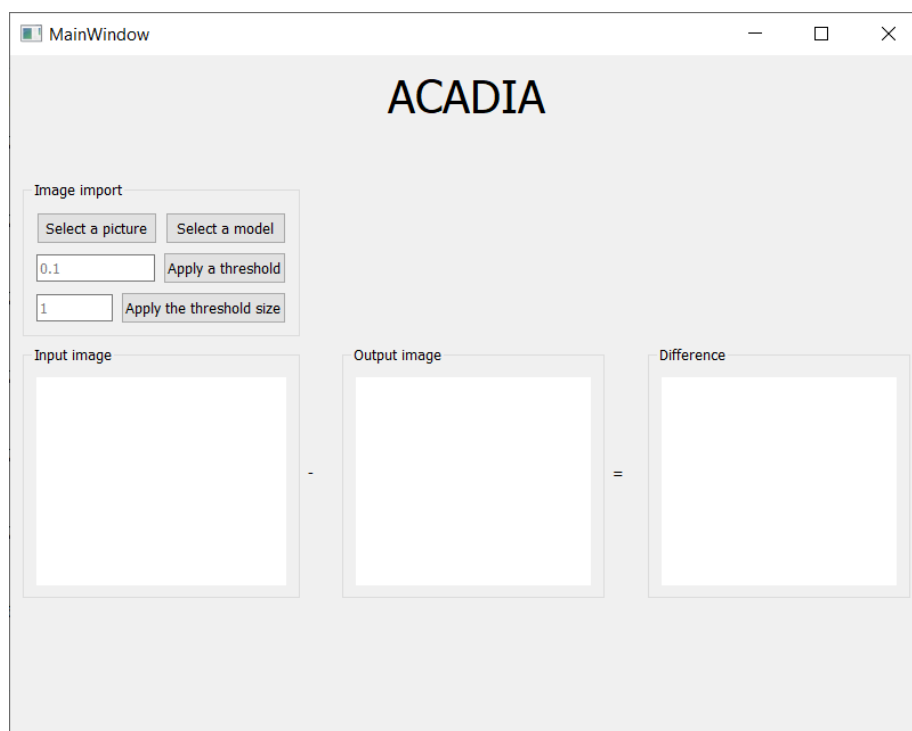 MainWindow
ACADIA
Image import
Select a picture Select a model
0.1 Apply a threshold
1 Apply the threshold size
Input image Output image Difference
- =